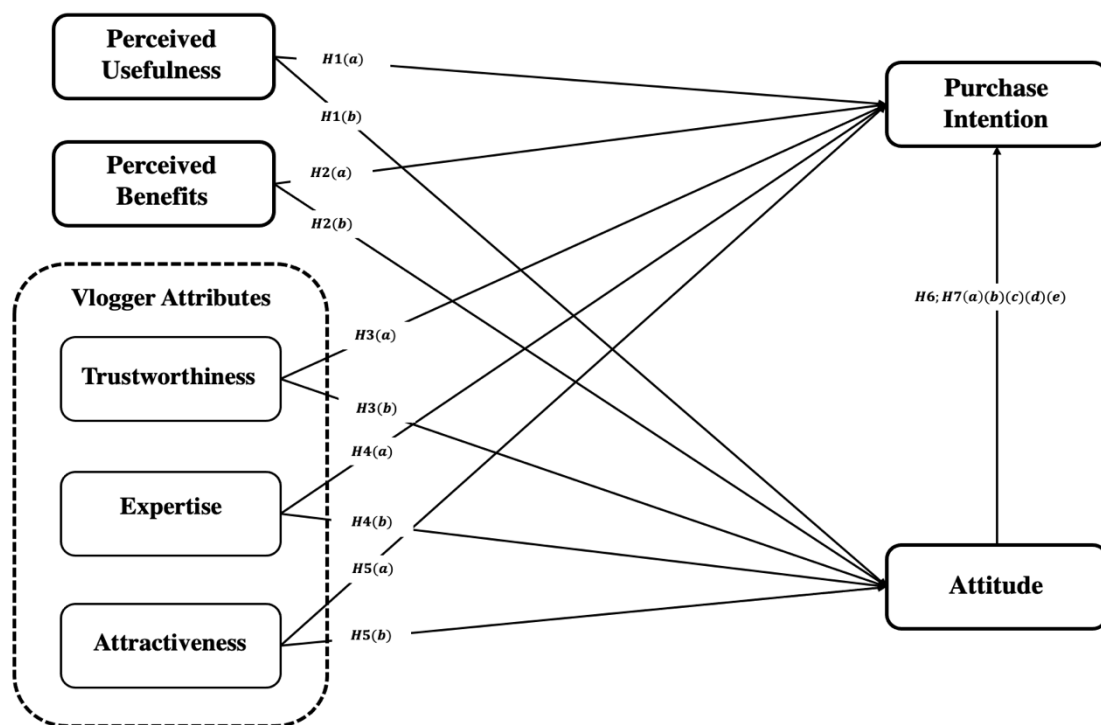 Perceived
Usefulness
H1(a)
H1(b)
Purchase
Intention
Perceived
Benefits
H2(a)
H2(b)
Vlogger Attributes
H6; H7(a)(b)(c)(d)(e)
Trustworthiness
H3(a)
H3(b)
Expertise
H4(a)
H4(b)
Attractiveness
H5(a)
H5(b)
Attitude